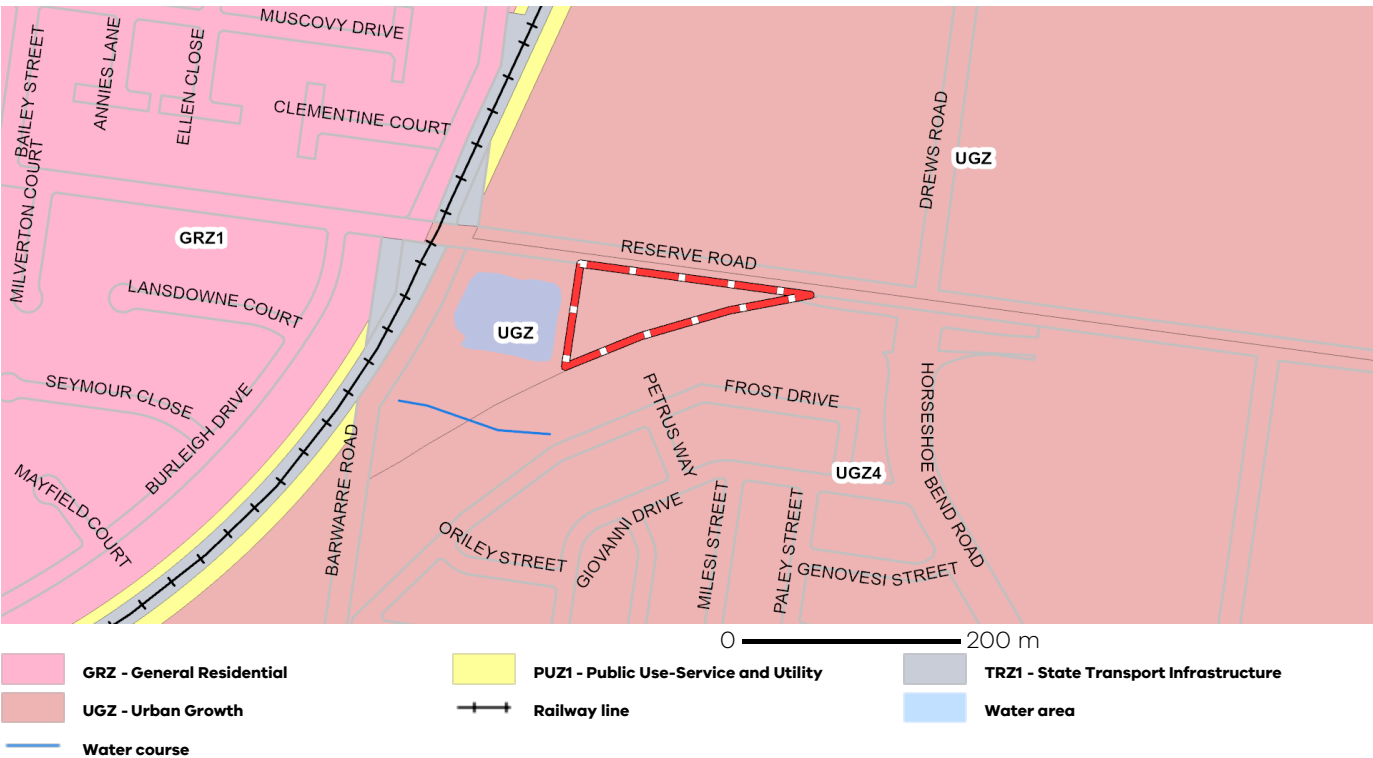 MUSCOVY DRIVE
BAILEY STREET
ANNIES LANE
ELLEN CLOSE
CLEMENTINE COURT
DREWS ROAD
UGZ
MILVERTON COURT
GRZ1
RESERVE ROAD
LANSDOWNE COURT
UGZ
SEYMOUR CLOSE
BURLEIGH DRIVE
PETRUS WAY
FROST DRIVE
HORSESHOE BEND ROAD
UGZ4
MAYFIELD COURT
BARWARRE ROAD
ORILEY STREET
GIOVANNI DRIVE
MILESI STREET
PALEY STREET
GENOVESI STREET
0 200 m
GRZ - General Residential
PUZ1 - Public Use-Service and Utility
TRZ1 - State Transport Infrastructure
UGZ - Urban Growth
Railway line
Water area
Water course